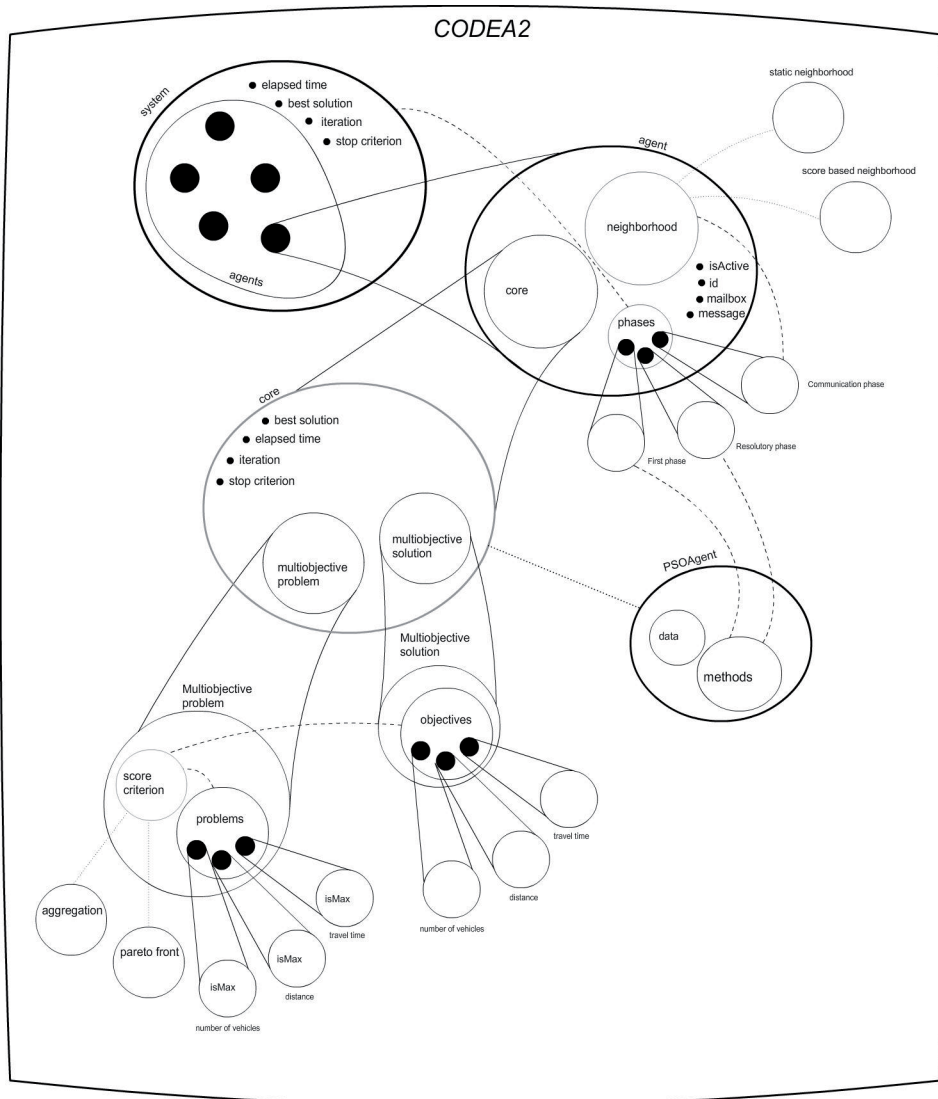 CODEA2
system
elapsed time
best solution
iteration
stop criterion
agents
static neighborhood
score based neighborhood
agent
neighborhood
core
isActive
id
mailbox
message
phases
Communication phase
Resolutory phase
First phase
core
best solution
elapsed time
iteration
stop criterion
multiobjective
problem
multiobjective
solution
PSOAgent
data
methods
Multiobjective
solution
objectives
travel time
distance
number of vehicles
Multiobjective
problem
score
criterion
problems
aggregation
pareto front
isMax
travel time
isMax
distance
isMax
number of vehicles